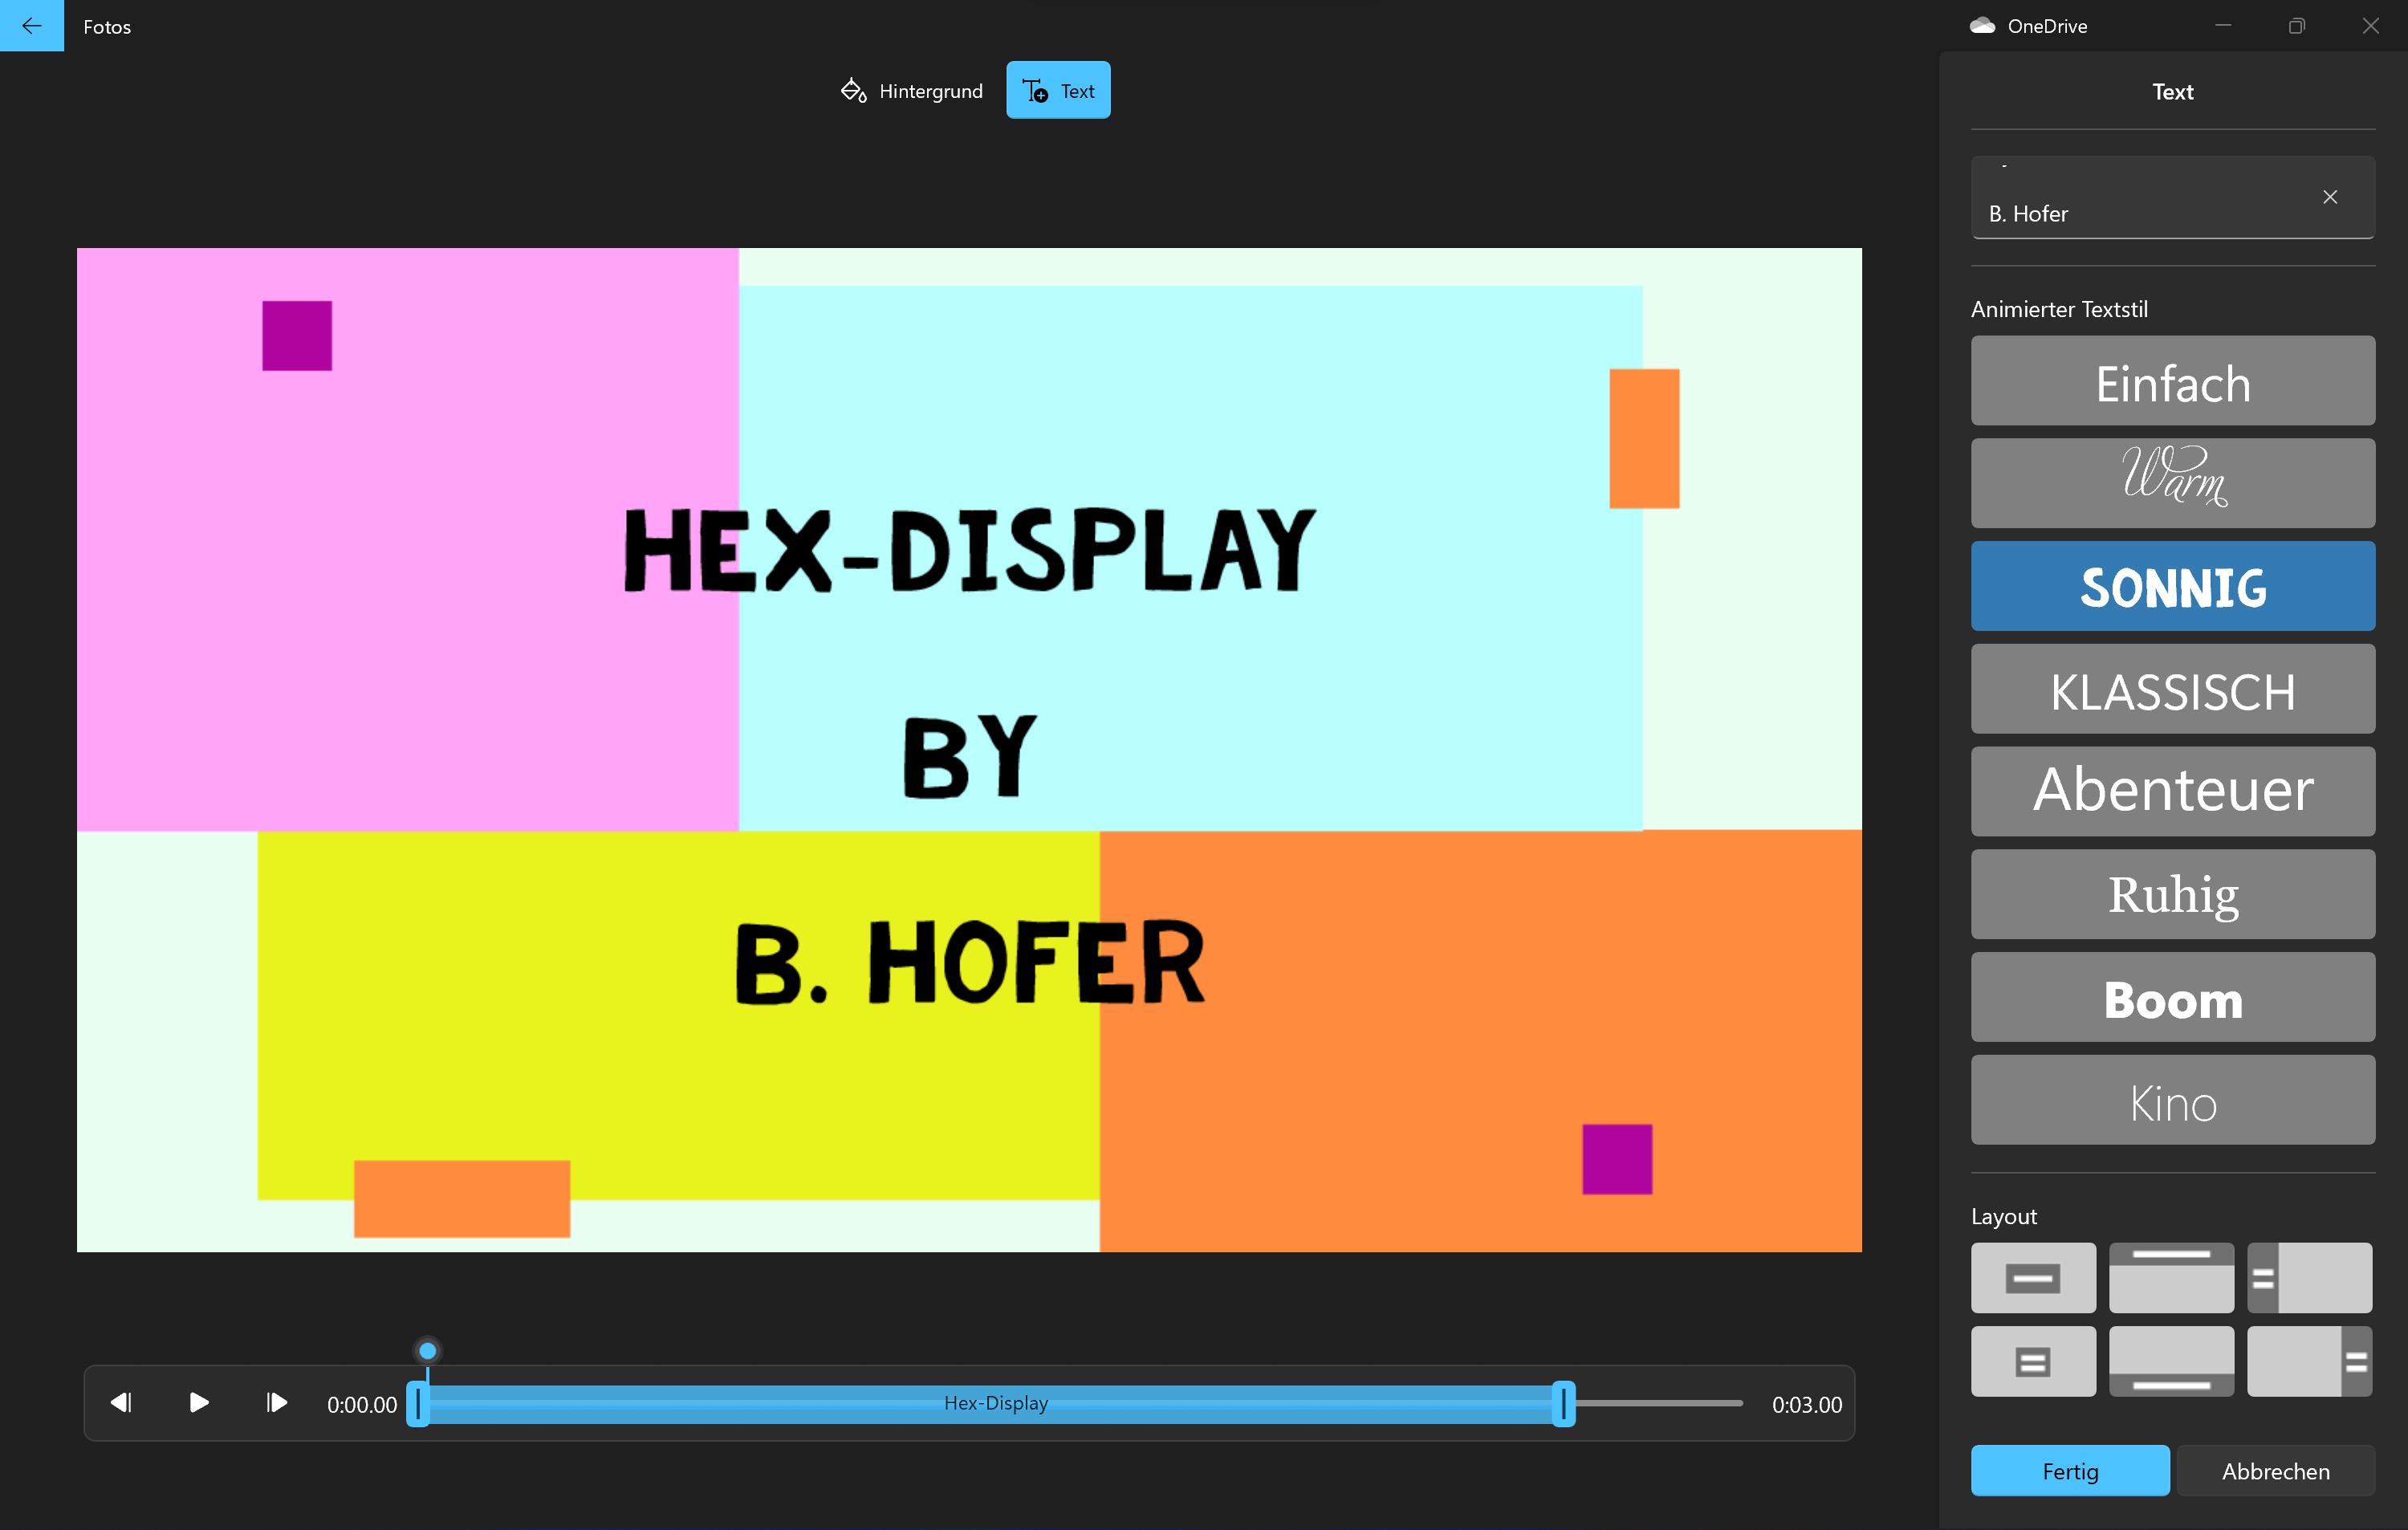 Fotos
OneDrive
Hintergrund
Text
Text
B. Hofer
Animierter Textstil
Einfach
Warm
SONNIG
KLASSISCH
Abenteuer
Ruhig
Boom
Kino
HEX-DISPLAY
BY
B. HOFER
Layout
0:00.00
Hex-Display
0:03.00
Fertig
Abbrechen